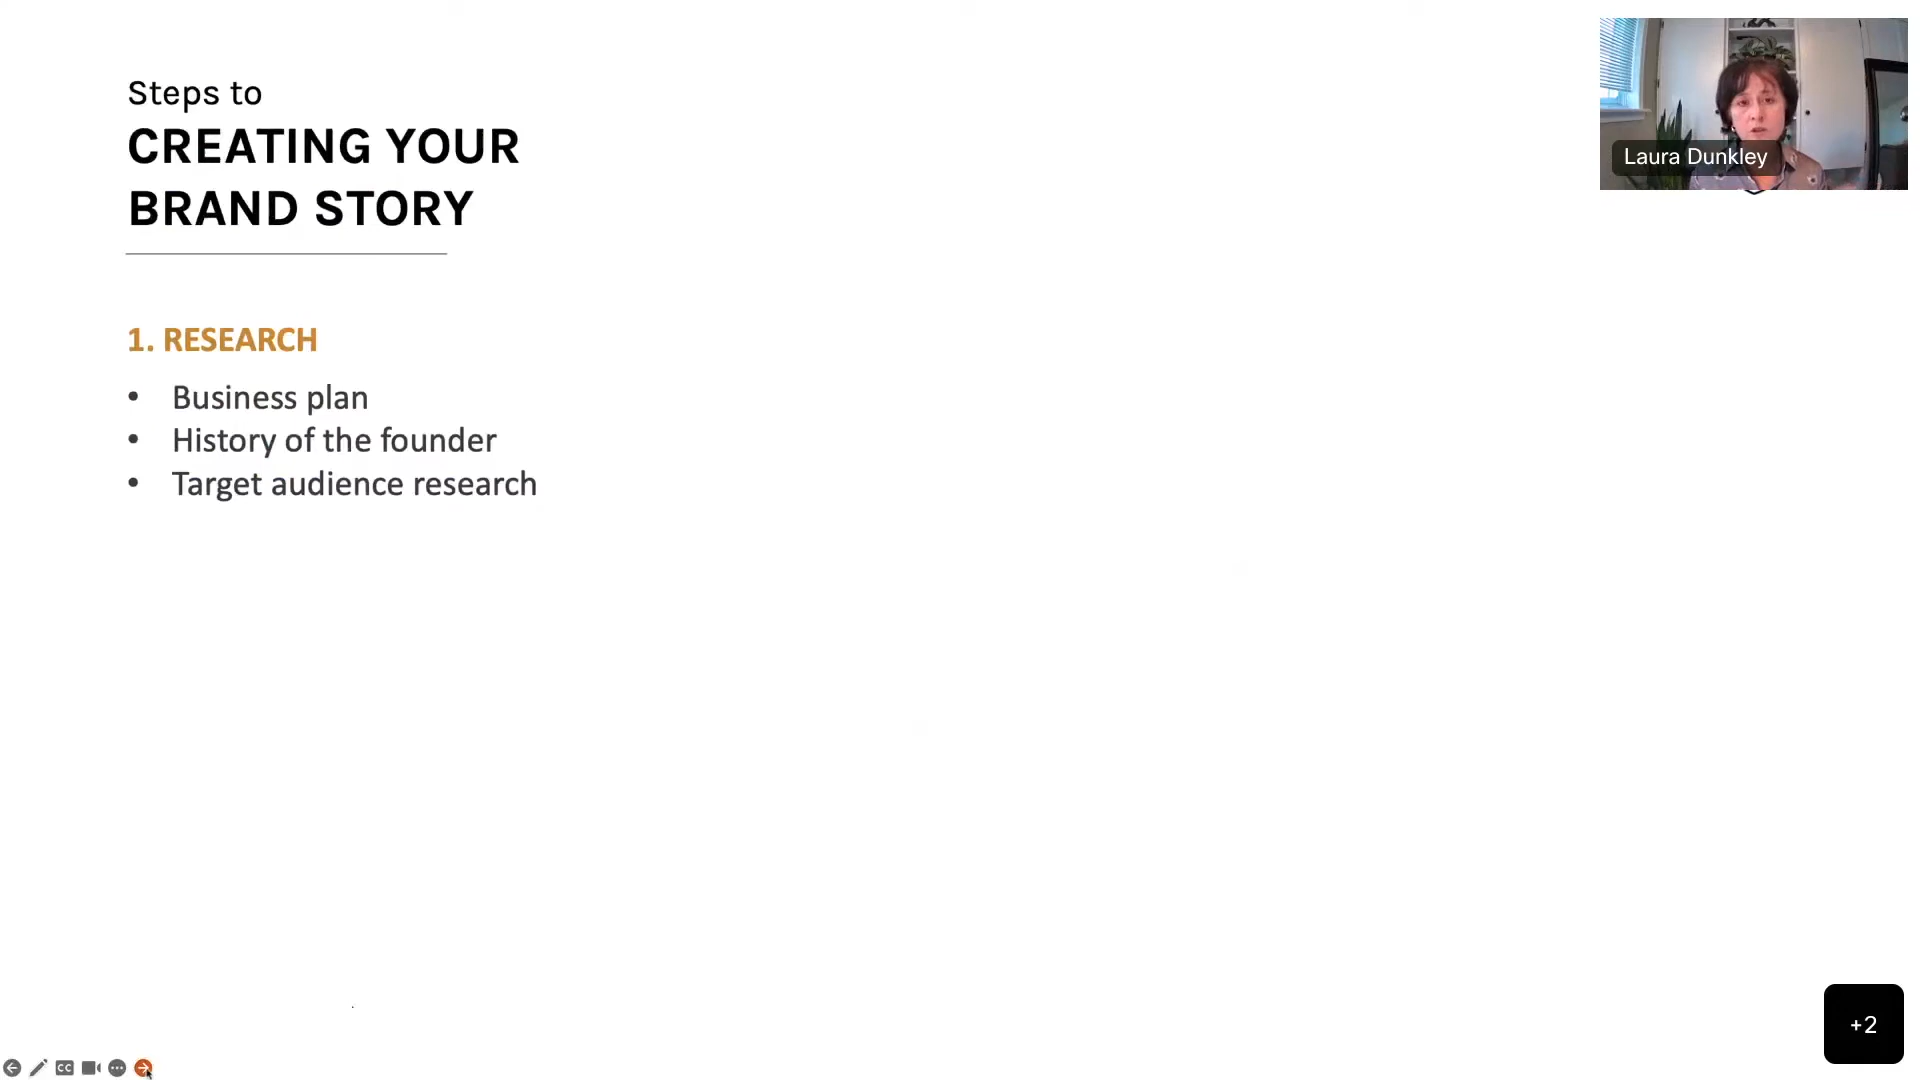 Steps to
CREATING YOUR
BRAND STORY
1. RESEARCH
• Business plan
• History of the founder
• Target audience research
Laura Dunkley
+2
CC